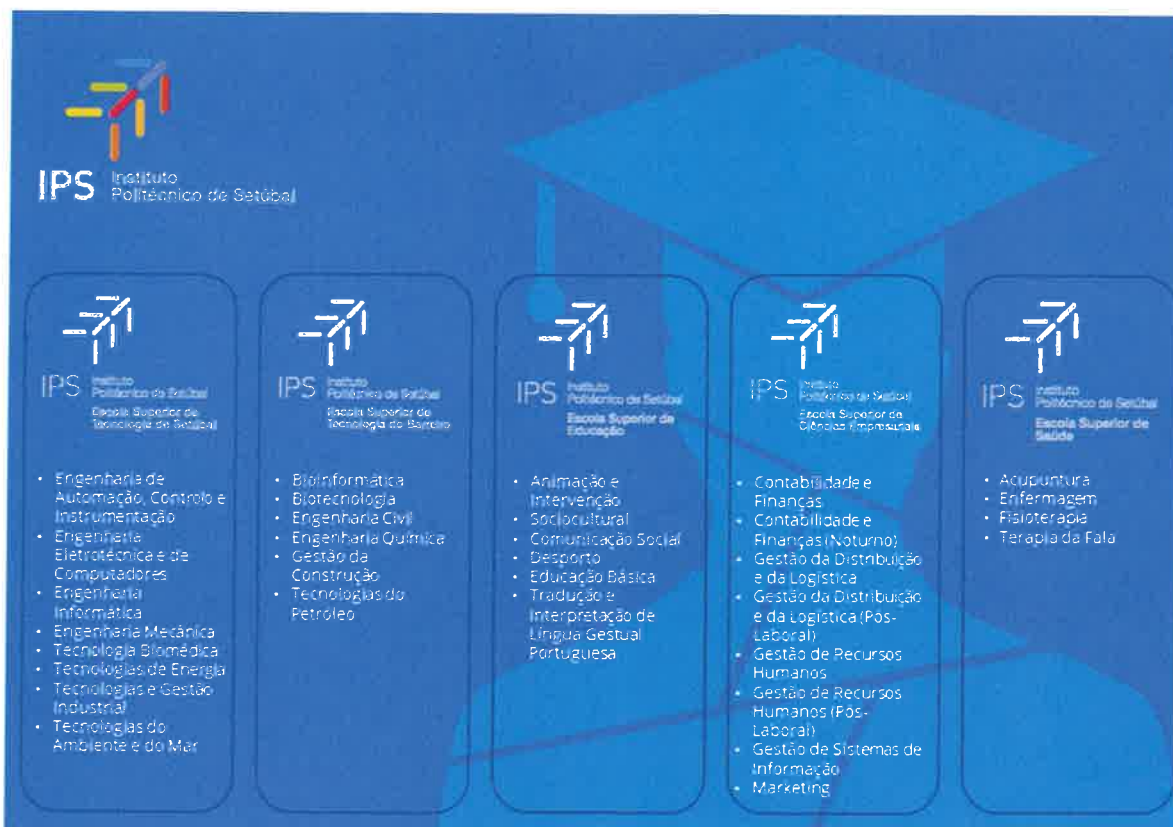 IPS Instituto
Politécnico de Setúbal
IPS Instituto
Politécnico de Setúbal
Escola Superior de
Tecnologia de Setúbal
• Engenharia de
Automação, Controlo e
Instrumentação
• Engenharia
Eletrotécnica e de
Computadores
• Engenharia
Informática
• Engenharia Mecânica
• Tecnologia Biomédica
• Tecnologias de Energia
• Tecnologias e Gestão
Industrial
• Tecnologias do
Ambiente e do Mar
IPS Instituto
Politécnico de Setúbal
Escola Superior de
Tecnologia do Barreiro
• Bioinformática
• Biotecnologia
• Engenharia Civil
• Engenharia Química
• Gestão da
Construção
• Tecnologias do
Petróleo
IPS Instituto
Politécnico de Setúbal
Escola Superior de
Educação
• Animação e
Intervenção
• Sociocultural
• Comunicação Social
• Desporto
• Educação Básica
• Tradução e
Interpretação de
Língua Gestual
Portuguesa
IPS Instituto
Politécnico de Setúbal
Escola Superior de
Ciências Empresariais
• Contabilidade e
Finanças
• Contabilidade e
Finanças (Noturno)
• Gestão da Distribuição
e da Logística
• Gestão da Distribuição
e da Logística (Pós-
Laboral)
• Gestão de Recursos
Humanos
• Gestão de Recursos
Humanos (Pós-
Laboral)
• Gestão de Sistemas de
Informação
• Marketing
IPS Instituto
Politécnico de Setúbal
Escola Superior de
Saúde
• Acupuntura
• Enfermagem
• Fisioterapia
• Terapia da Fala